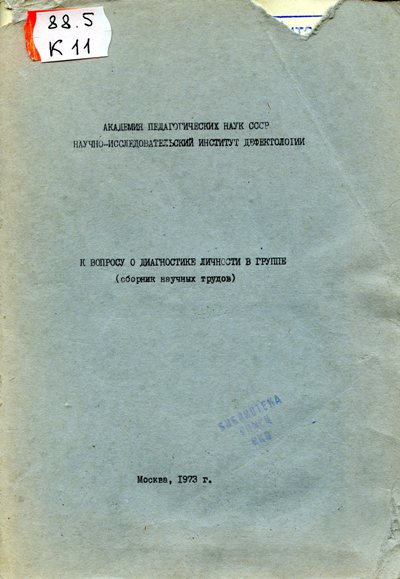 88.5
К 11
АКАДЕМИЯ ПЕДАГОГИЧЕСКИХ НАУК СССР
НАУЧНО-ИССЛЕДОВАТЕЛЬСКИЙ ИНСТИТУТ ДЕФЕКТОЛОГИИ
К ВОПРОСУ О ДИАГНОСТИКЕ ЛИЧНОСТИ В ГРУППЕ
(сборник научных трудов)
БИБЛИОТЕКА
Москва, 1973 г.